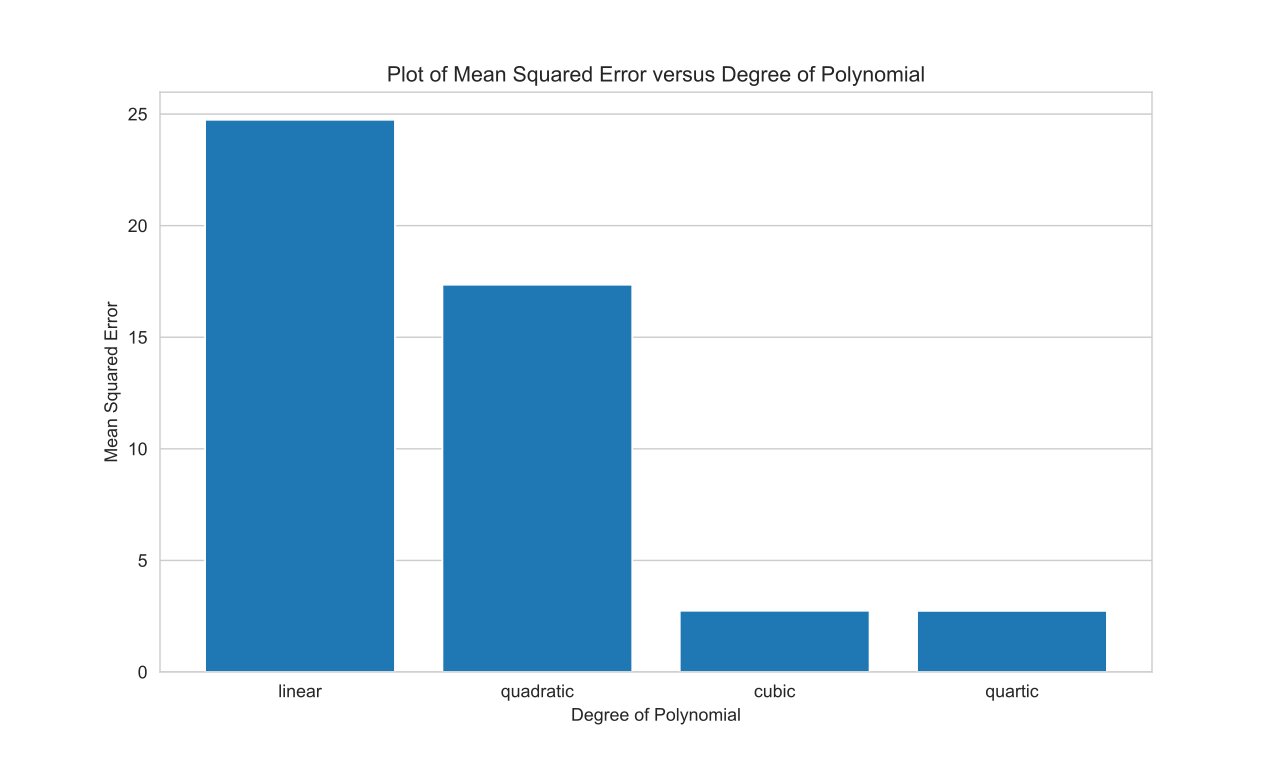 Plot of Mean Squared Error versus Degree of Polynomial
25
20
15
10
5
0
Mean Squared Error
linear quadratic cubic quartic
Degree of Polynomial